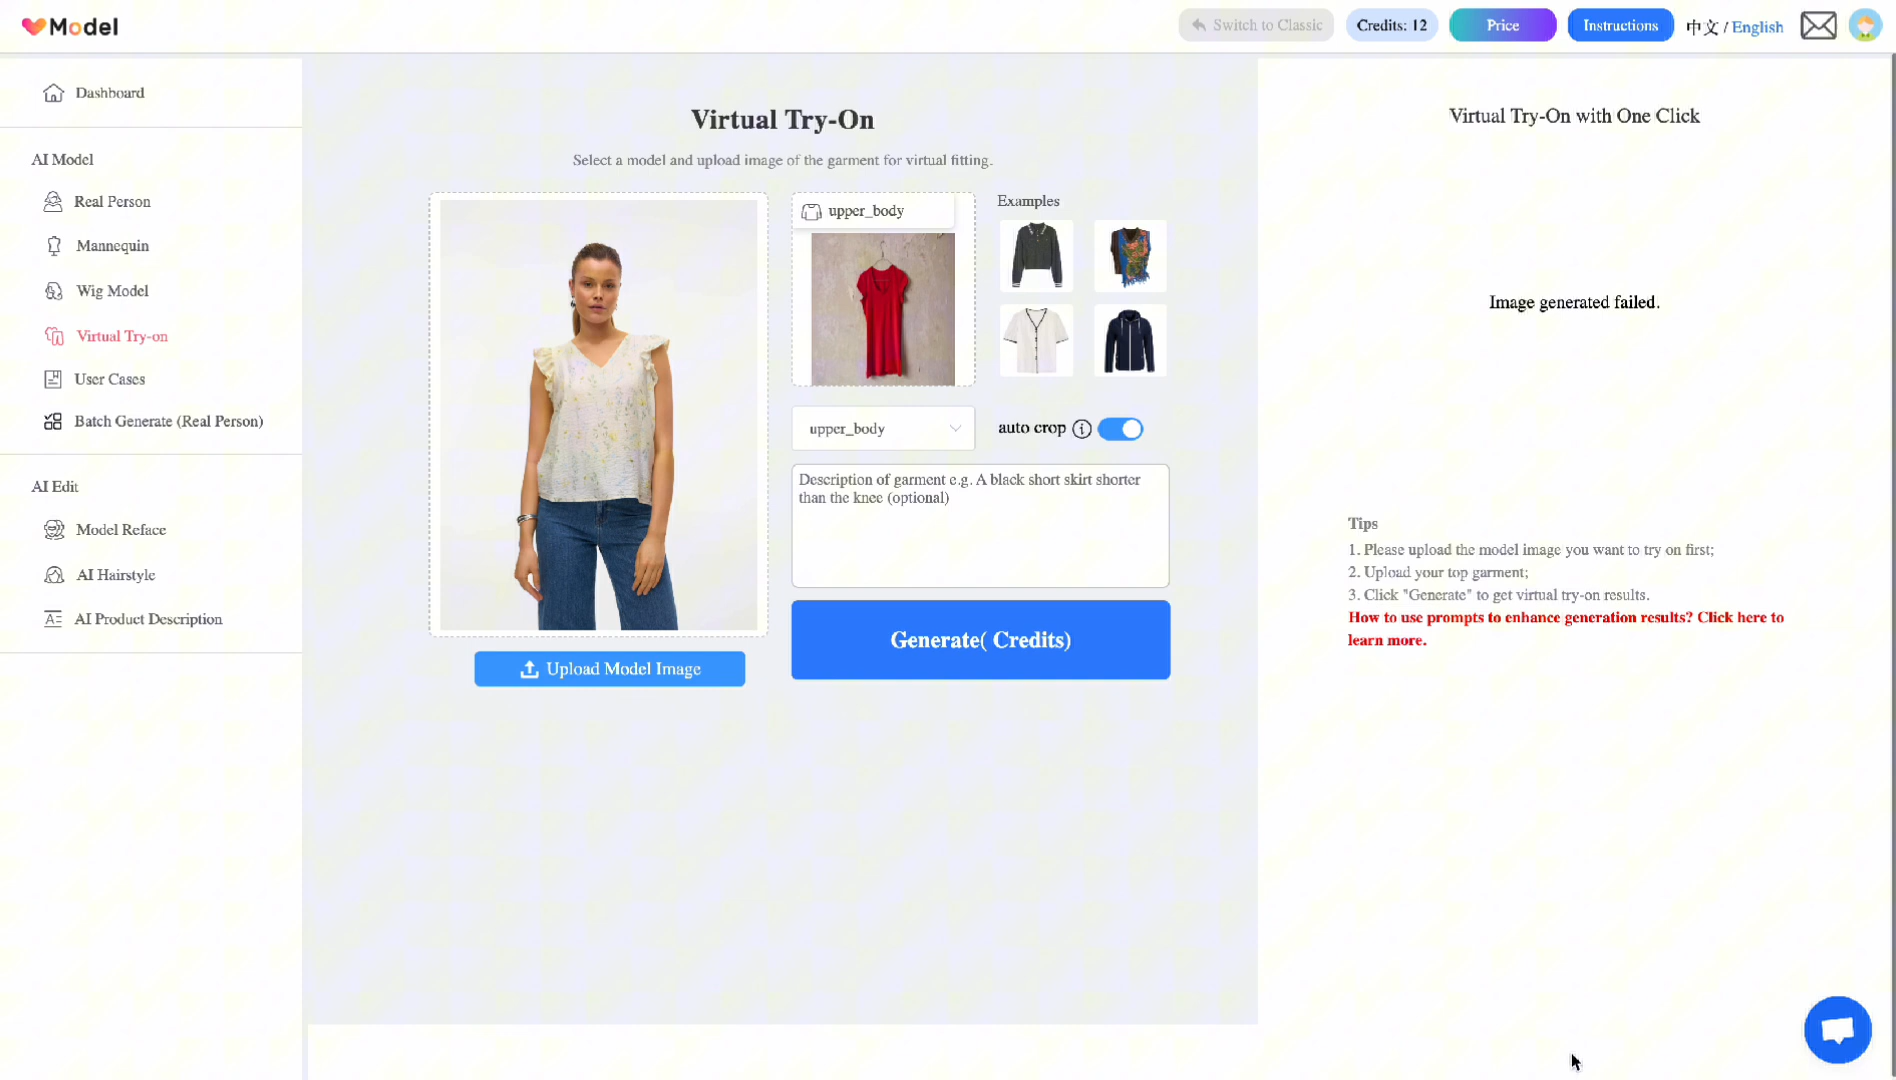 Model
Switch to Classic
Credits: 12
Price
Instructions
中文 / English
Dashboard
AI Model
Real Person
Mannequin
Wig Model
Virtual Try-on
User Cases
Batch Generate (Real Person)
AI Edit
Model Reface
AI Hairstyle
AI Product Description
Virtual Try-On
Select a model and upload image of the garment for virtual fitting.
upper_body
Examples
upper_body
auto crop
Description of garment e.g. A black short skirt shorter
than the knee (optional)
Generate( Credits)
Upload Model Image
Virtual Try-On with One Click
Image generated failed.
Tips
1. Please upload the model image you want to try on first;
2. Upload your top garment;
3. Click "Generate" to get virtual try-on results.
How to use prompts to enhance generation results? Click here to
learn more.